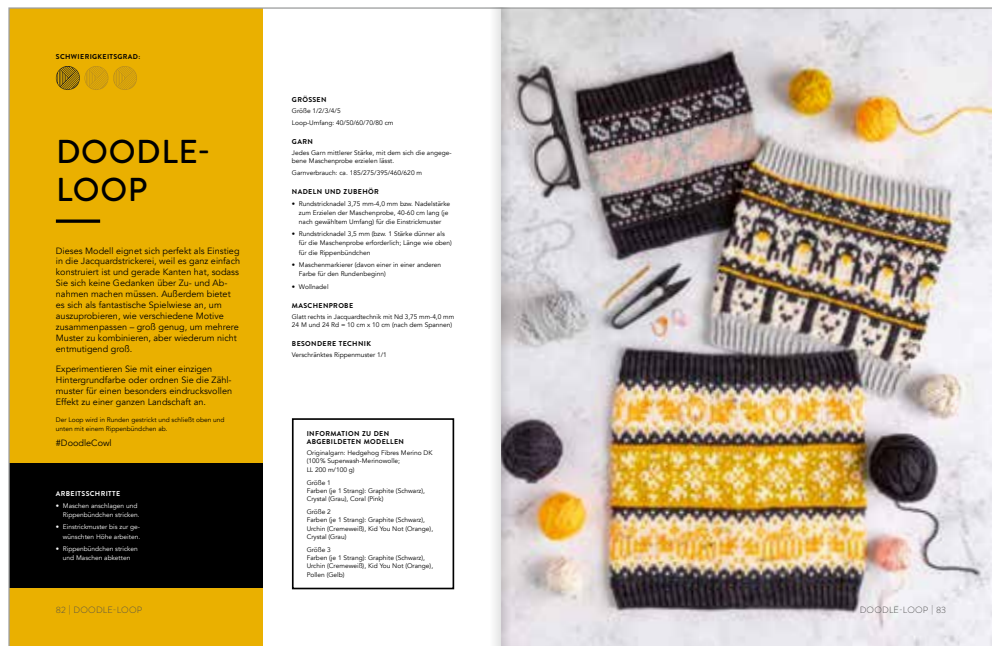 SCHWIERIGKEITSGRAD:
DOODLE-
LOOP
Dieses Modell eignet sich perfekt als Einstieg
in die Jacquardstrickerei, weil es ganz einfach
konstruiert ist und gerade Kanten hat, sodass
Sie sich keine Gedanken über Zu- und Ab-
nahmen machen müssen. Außerdem bietet
es sich als fantastische Spielwiese an, um
auszuprobieren, wie verschiedene Motive
zusammenpassen – groß genug, um mehrere
Muster zu kombinieren, aber wiederum nicht
entmutigend groß.
Experimentieren Sie mit einer einzigen
Hintergrundfarbe oder ordnen Sie die Zähl-
muster für einen besonders eindrucksvollen
Effekt zu einer ganzen Landschaft an.
Der Loop wird in Runden gestrickt und schließt oben und
unten mit einem Rippenbündchen ab.
#DoodleCowl
ARBEITSSCHRITTE
• Maschen anschlagen und
Rippenbündchen stricken.
• Einstrickmuster bis zur ge-
wünschten Höhe arbeiten.
• Rippenbündchen stricken
und Maschen abketten
82 | DOODLE-LOOP
GRÖSSEN
Größe 1/2/3/4/5
Loop-Umfang: 40/50/60/70/80 cm
GARN
Jedes Garn mittlerer Stärke, mit dem sich die angege-
bene Maschenprobe erzielen lässt.
Garnverbrauch: ca. 185/275/395/460/620 m
NADELN UND ZUBEHÖR
• Rundstricknadel 3,75 mm-4,0 mm bzw. Nadelstärke
zum Erzielen der Maschenprobe, 40-60 cm lang (je
nach gewähltem Umfang) für die Einstrickmuster
• Rundstricknadel 3,5 mm (bzw. 1 Stärke dünner als
für die Maschenprobe erforderlich; Länge wie oben)
für die Rippenbündchen
• Maschenmarkierer (davon einer in einer anderen
Farbe für den Rundenbeginn)
• Wollnadel
MASCHENPROBE
Glatt rechts in Jacquardtechnik mit Nd 3,75 mm-4,0 mm
24 M und 24 Rd = 10 cm x 10 cm (nach dem Spannen)
BESONDERE TECHNIK
Verschränktes Rippenmuster 1/1
INFORMATION ZU DEN
ABGEBILDETEN MODELLEN
Originalgarn: Hedgehog Fibres Merino DK
(100% Superwash-Merinowolle;
LL 200 m/100 g)
Größe 1
Farben (je 1 Strang): Graphite (Schwarz),
Crystal (Grau), Coral (Pink)
Größe 2
Farben (je 1 Strang): Graphite (Schwarz),
Urchin (Cremeweiß), Kid You Not (Orange),
Crystal (Grau)
Größe 3
Farben (je 1 Strang): Graphite (Schwarz),
Urchin (Cremeweiß), Kid You Not (Orange),
Pollen (Gelb)
DOODLE-LOOP | 83